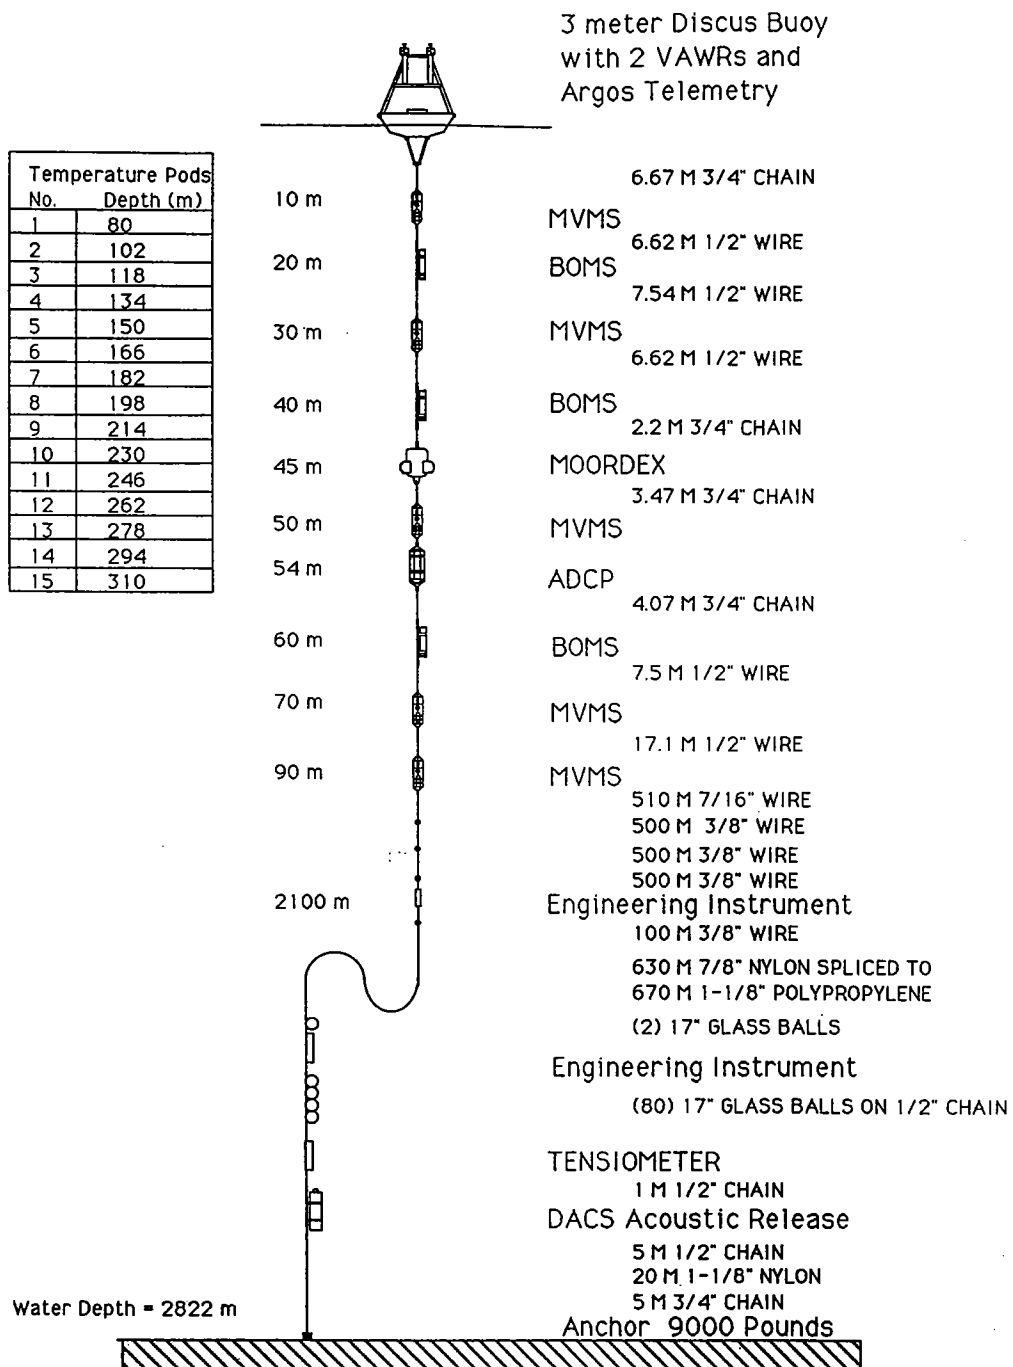 3 meter Discus Buoy
with 2 VAWRs and
Argos Telemetry
Temperature Pods
No. Depth (m)
1 80
2 102
3 118
4 134
5 150
6 166
7 182
8 198
9 214
10 230
11 246
12 262
13 278
14 294
15 310
6.67 M 3/4" CHAIN
10 m MVMS
6.62 M 1/2" WIRE
20 m BOMS
7.54 M 1/2" WIRE
30 m MVMS
6.62 M 1/2" WIRE
40 m BOMS
2.2 M 3/4" CHAIN
45 m MOORDEX
3.47 M 3/4" CHAIN
50 m MVMS
54 m ADCP
4.07 M 3/4" CHAIN
60 m BOMS
7.5 M 1/2" WIRE
70 m MVMS
17.1 M 1/2" WIRE
90 m MVMS
510 M 7/16" WIRE
500 M 3/8" WIRE
500 M 3/8" WIRE
500 M 3/8" WIRE
2100 m Engineering Instrument
100 M 3/8" WIRE
630 M 7/8" NYLON SPLICED TO
670 M 1-1/8" POLYPROPYLENE
(2) 17" GLASS BALLS
Engineering Instrument
(80) 17" GLASS BALLS ON 1/2" CHAIN
TENSIOMETER
1 M 1/2" CHAIN
DACS Acoustic Release
5 M 1/2" CHAIN
20 M 1-1/8" NYLON
5 M 3/4" CHAIN
Water Depth = 2822 m
Anchor 9000 Pounds